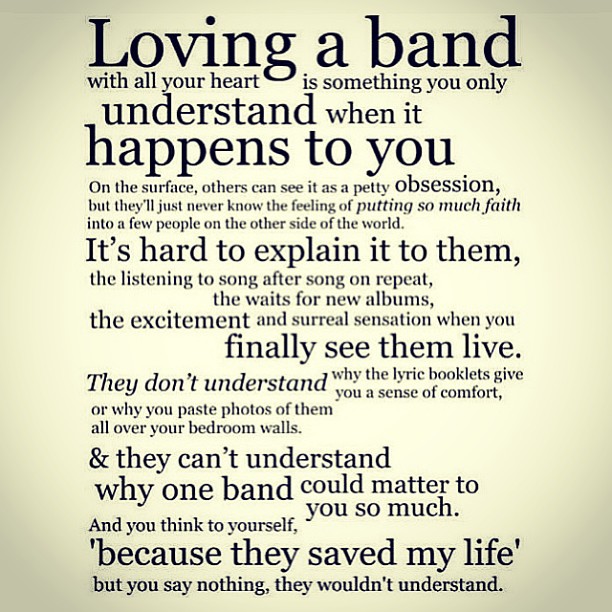 Loving a band
with all your heart is something you only
understand when it
happens to you
On the surface, others can see it as a petty obsession,
but they'll just never know the feeling of putting so much faith
into a few people on the other side of the world.
It's hard to explain it to them,
the listening to song after song on repeat,
the waits for new albums,
the excitement and surreal sensation when you
finally see them live.
They don't understand why the lyric booklets give
you a sense of comfort,
or why you paste photos of them
all over your bedroom walls.
& they can't understand
why one band could matter to
you so much.
And you think to yourself,
'because they saved my life'
but you say nothing, they wouldn't understand.